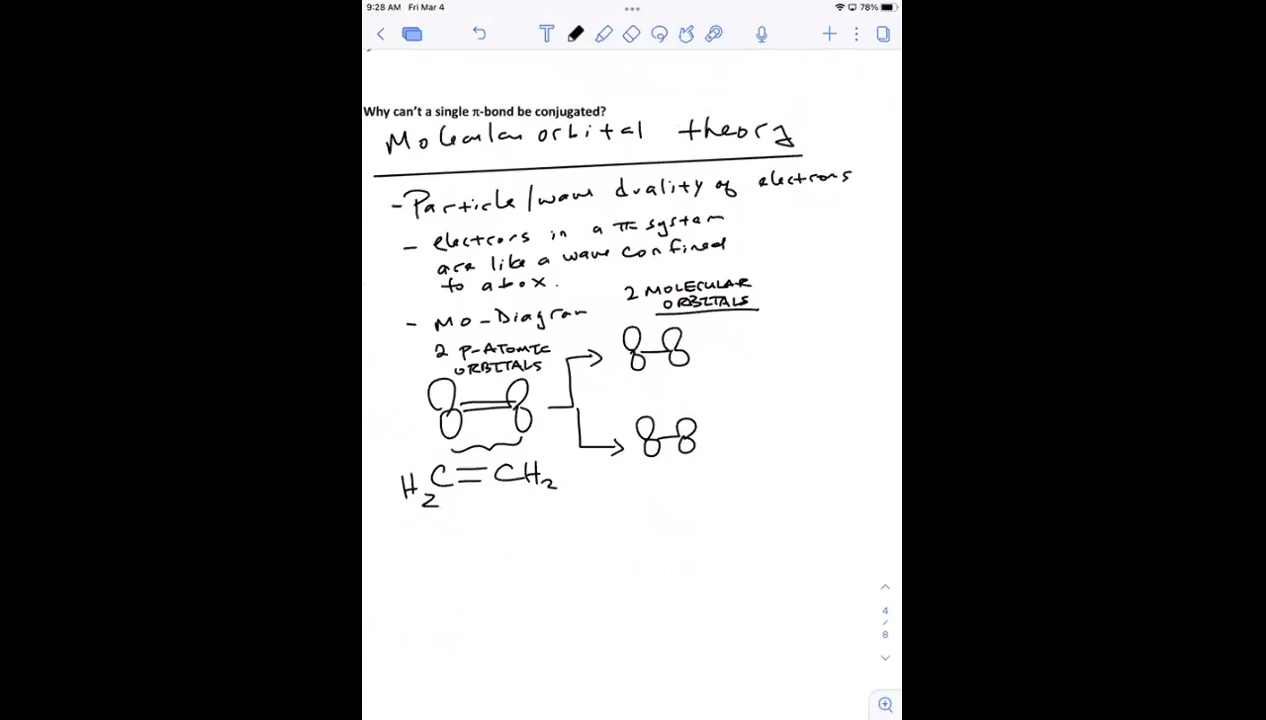 9:28 AM Fri Mar 4
78%
Why can't a single π-bond be conjugated?
Molecular orbital theory
- Particle/wave duality of electrons
- electrons in a π system
are like a wave confined
to a box.
- MO-Diagram
2 MOLECULAR
ORBITALS
2 P-ATOMIC
ORBITALS
H2C=CH2
4
/
8